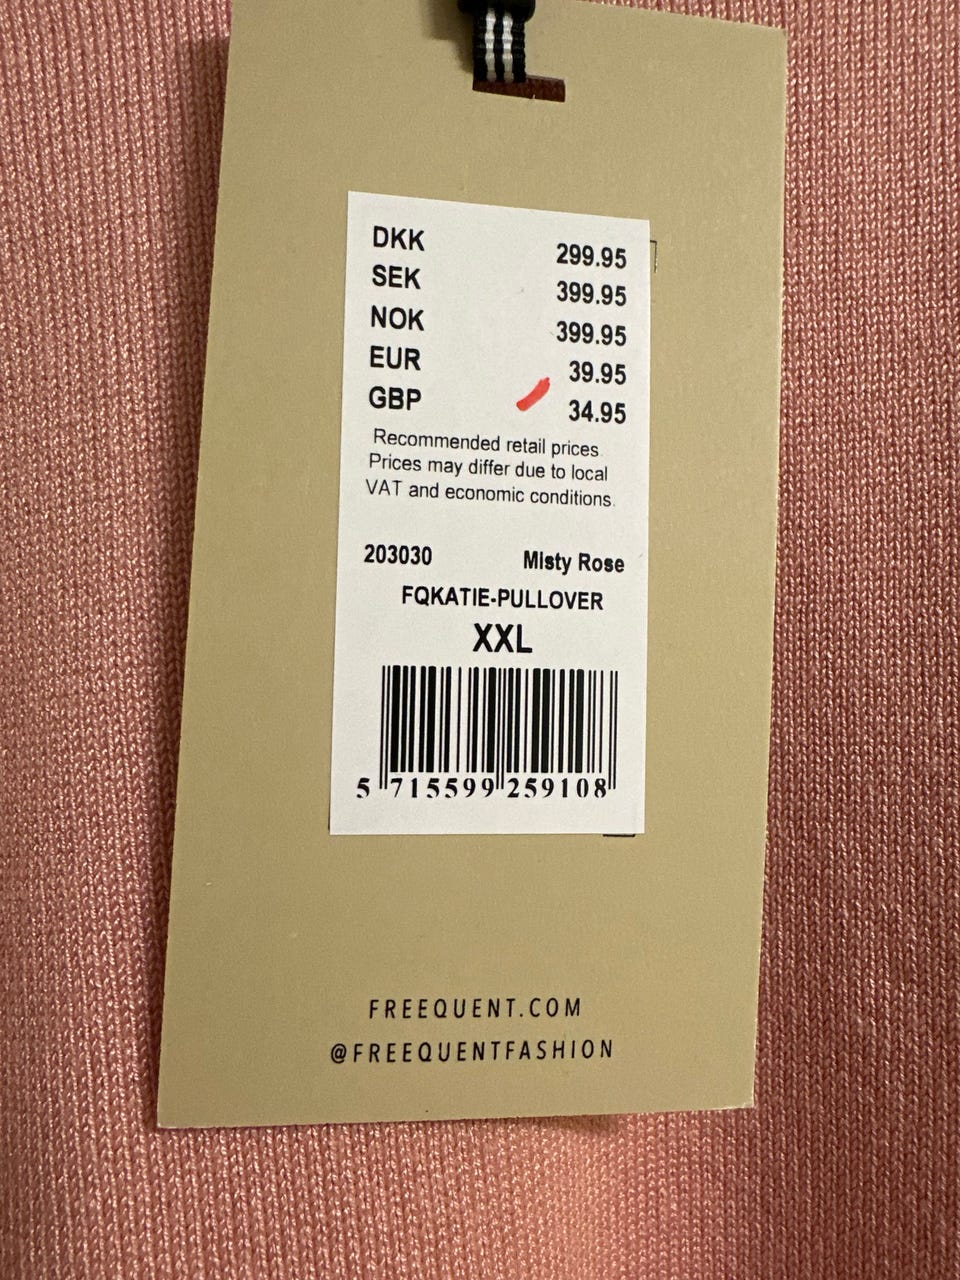 DKK 299.95
SEK 399.95
NOK 399.95
EUR 39.95
GBP 34.95
Recommended retail prices.
Prices may differ due to local
VAT and economic conditions.
203030 Misty Rose
FQKATIE-PULLOVER
XXL
5 715599 259108
FREEQUENT.COM
@FREEQUENTFASHION